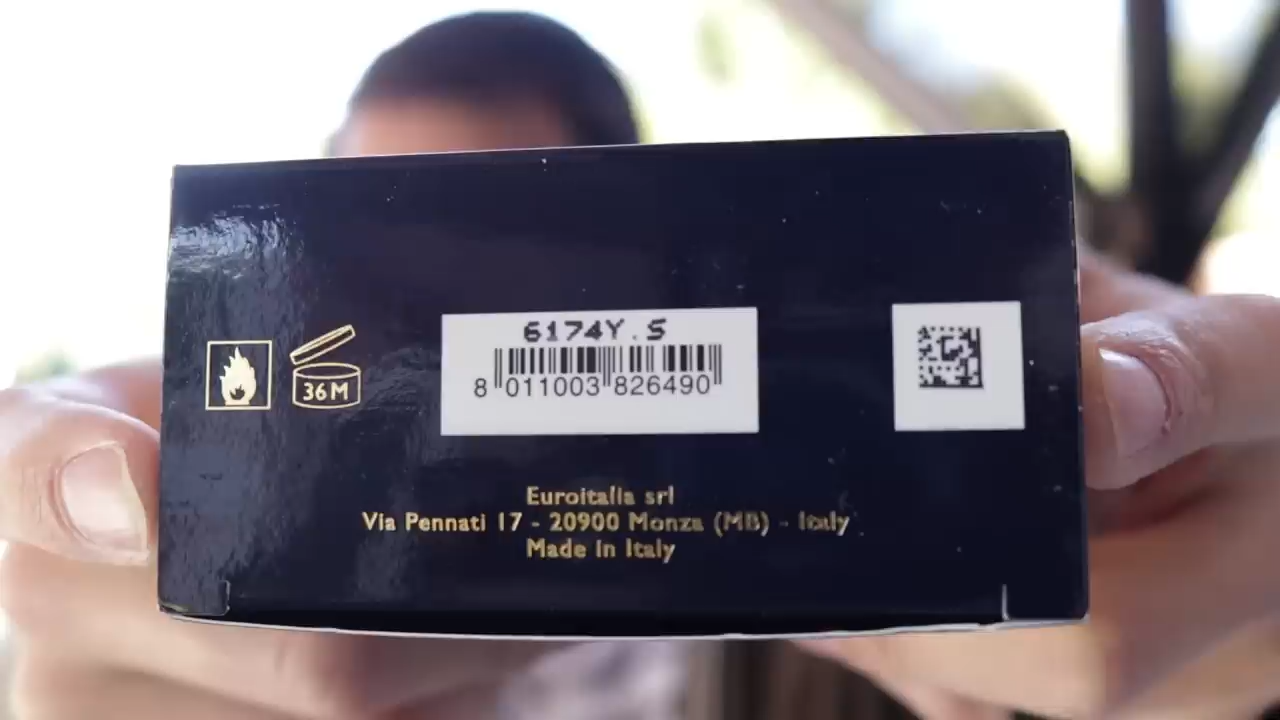 6174Y.S
8 011003 826490
36M
Euroitalia srl
Via Pennati 17 - 20900 Monza (MB) - Italy
Made in Italy